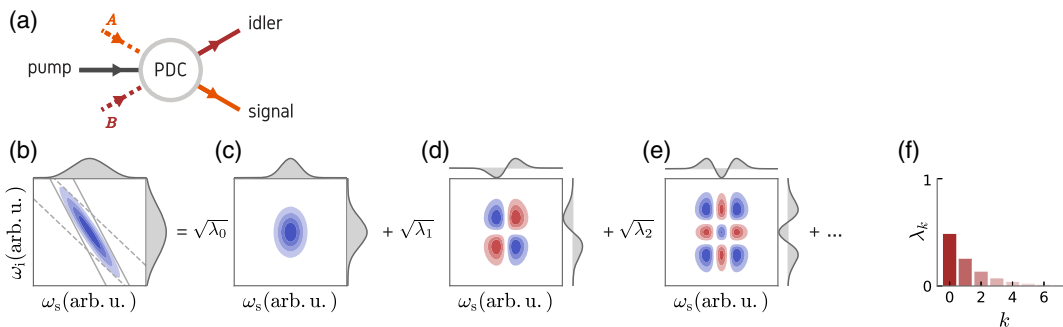 (a)
A
idler
pump
PDC
B
signal
(b)
(c)
(d)
(e)
(f)
ωᵢ(arb. u.)
= √λ₀
+ √λ₁
+ √λ₂
+ ...
λₖ
1
0
ωₛ(arb. u.)
ωₛ(arb. u.)
ωₛ(arb. u.)
ωₛ(arb. u.)
0 2 4 6
k